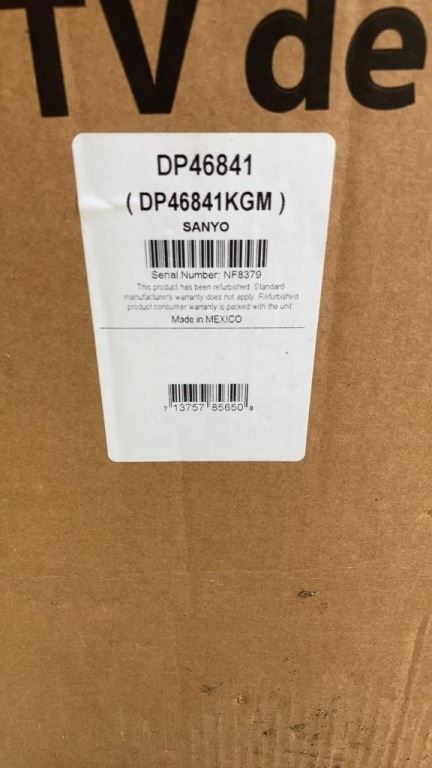 TV de
DP46841
( DP46841KGM )
SANYO
Serial Number: NF8379
This product has been refurbished. Standard
manufacturer's warranty does not apply. Refurbished
product consumer warranty is packed with the unit.
Made in MEXICO
7 13757 85650 8